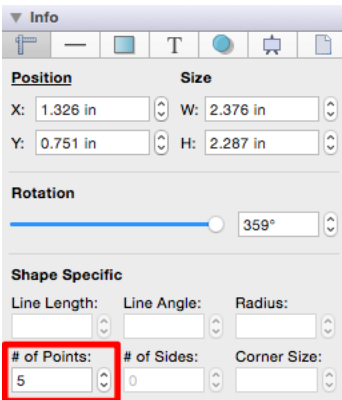 Info
T
Position Size
X: 1.326 in W: 2.376 in
Y: 0.751 in H: 2.287 in
Rotation
359°
Shape Specific
Line Length: Line Angle: Radius:
# of Points: # of Sides: Corner Size:
5 0